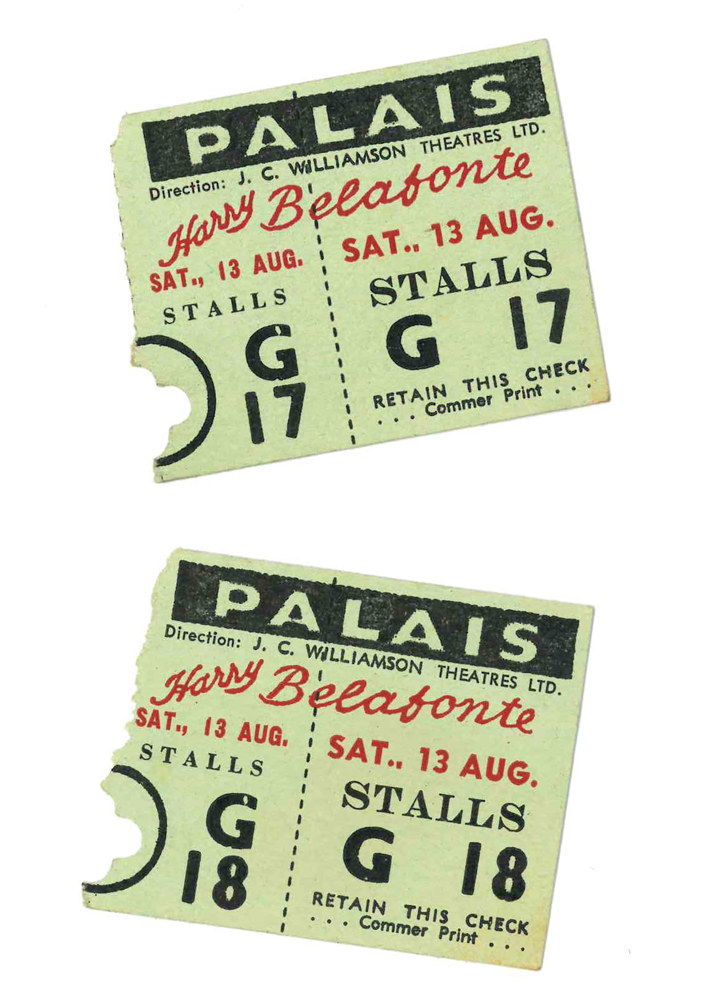 PALAIS
Direction: J. C. WILLIAMSON THEATRES LTD.
Harry Belafonte
SAT., 13 AUG. SAT.. 13 AUG.
STALLS STALLS
G G 17
17
RETAIN THIS CHECK
. . . Commer Print . . .
PALAIS
Direction: J. C. WILLIAMSON THEATRES LTD.
Harry Belafonte
SAT., 13 AUG. SAT.. 13 AUG.
STALLS STALLS
G G 18
18
RETAIN THIS CHECK
. . . Commer Print . . .